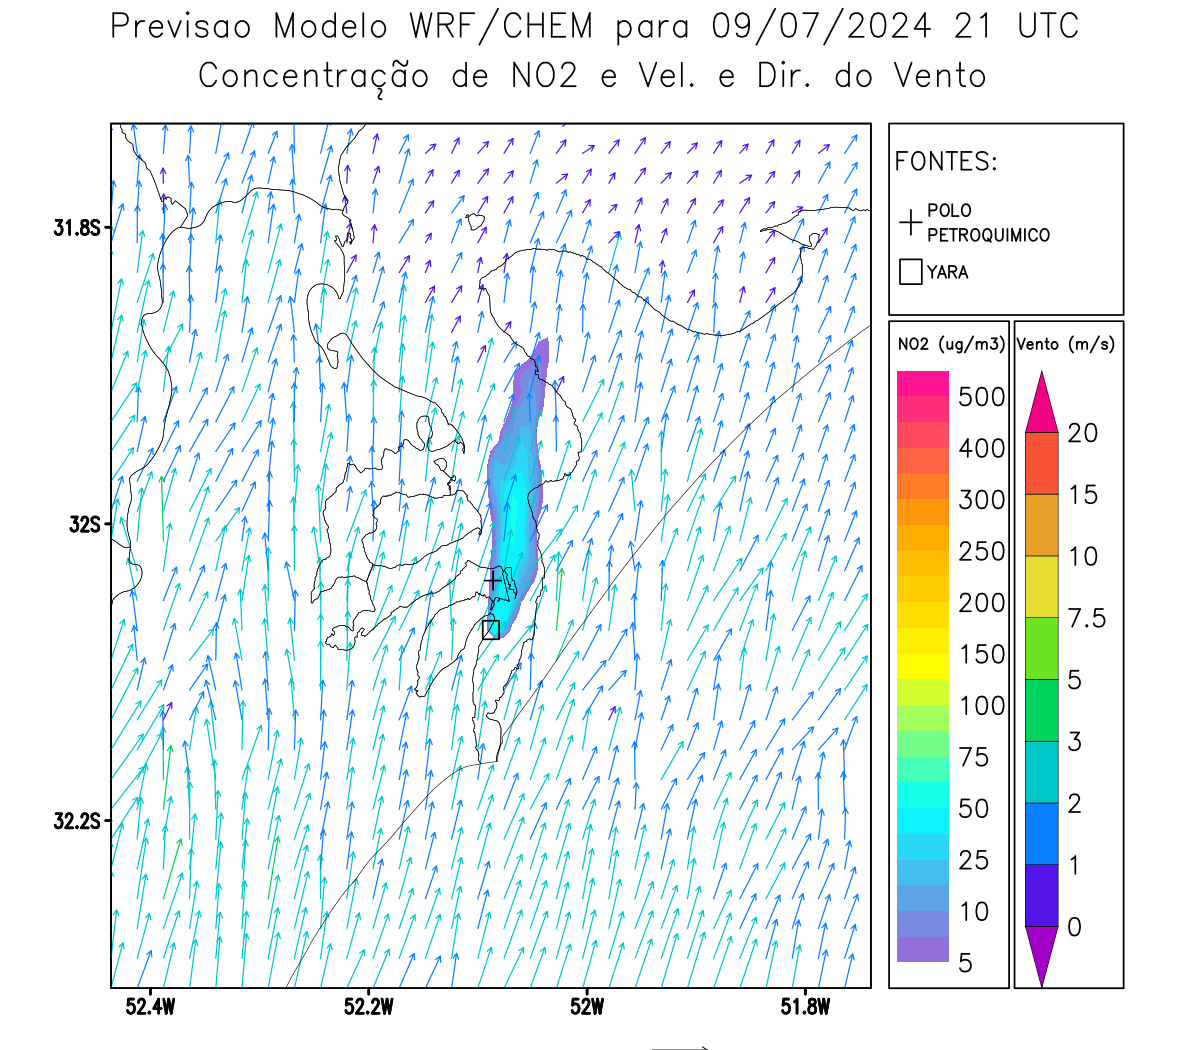 Previsao Modelo WRF/CHEM para 09/07/2024 21 UTC
Concentração de NO2 e Vel. e Dir. do Vento
FONTES:
POLO
PETROQUIMICO
YARA
31.8S
32S
32.2S
52.4W
52.2W
52W
51.8W
NO2 (ug/m3)
500
400
300
250
200
150
100
75
50
25
10
5
Vento (m/s)
20
15
10
7.5
5
3
2
1
0